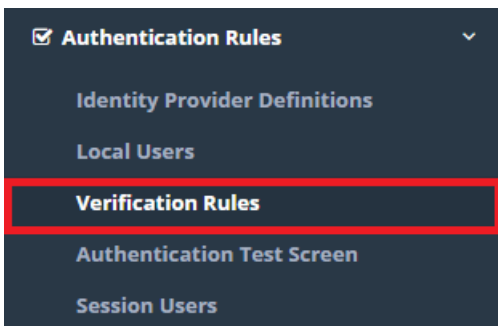 Authentication Rules
Identity Provider Definitions
Local Users
Verification Rules
Authentication Test Screen
Session Users